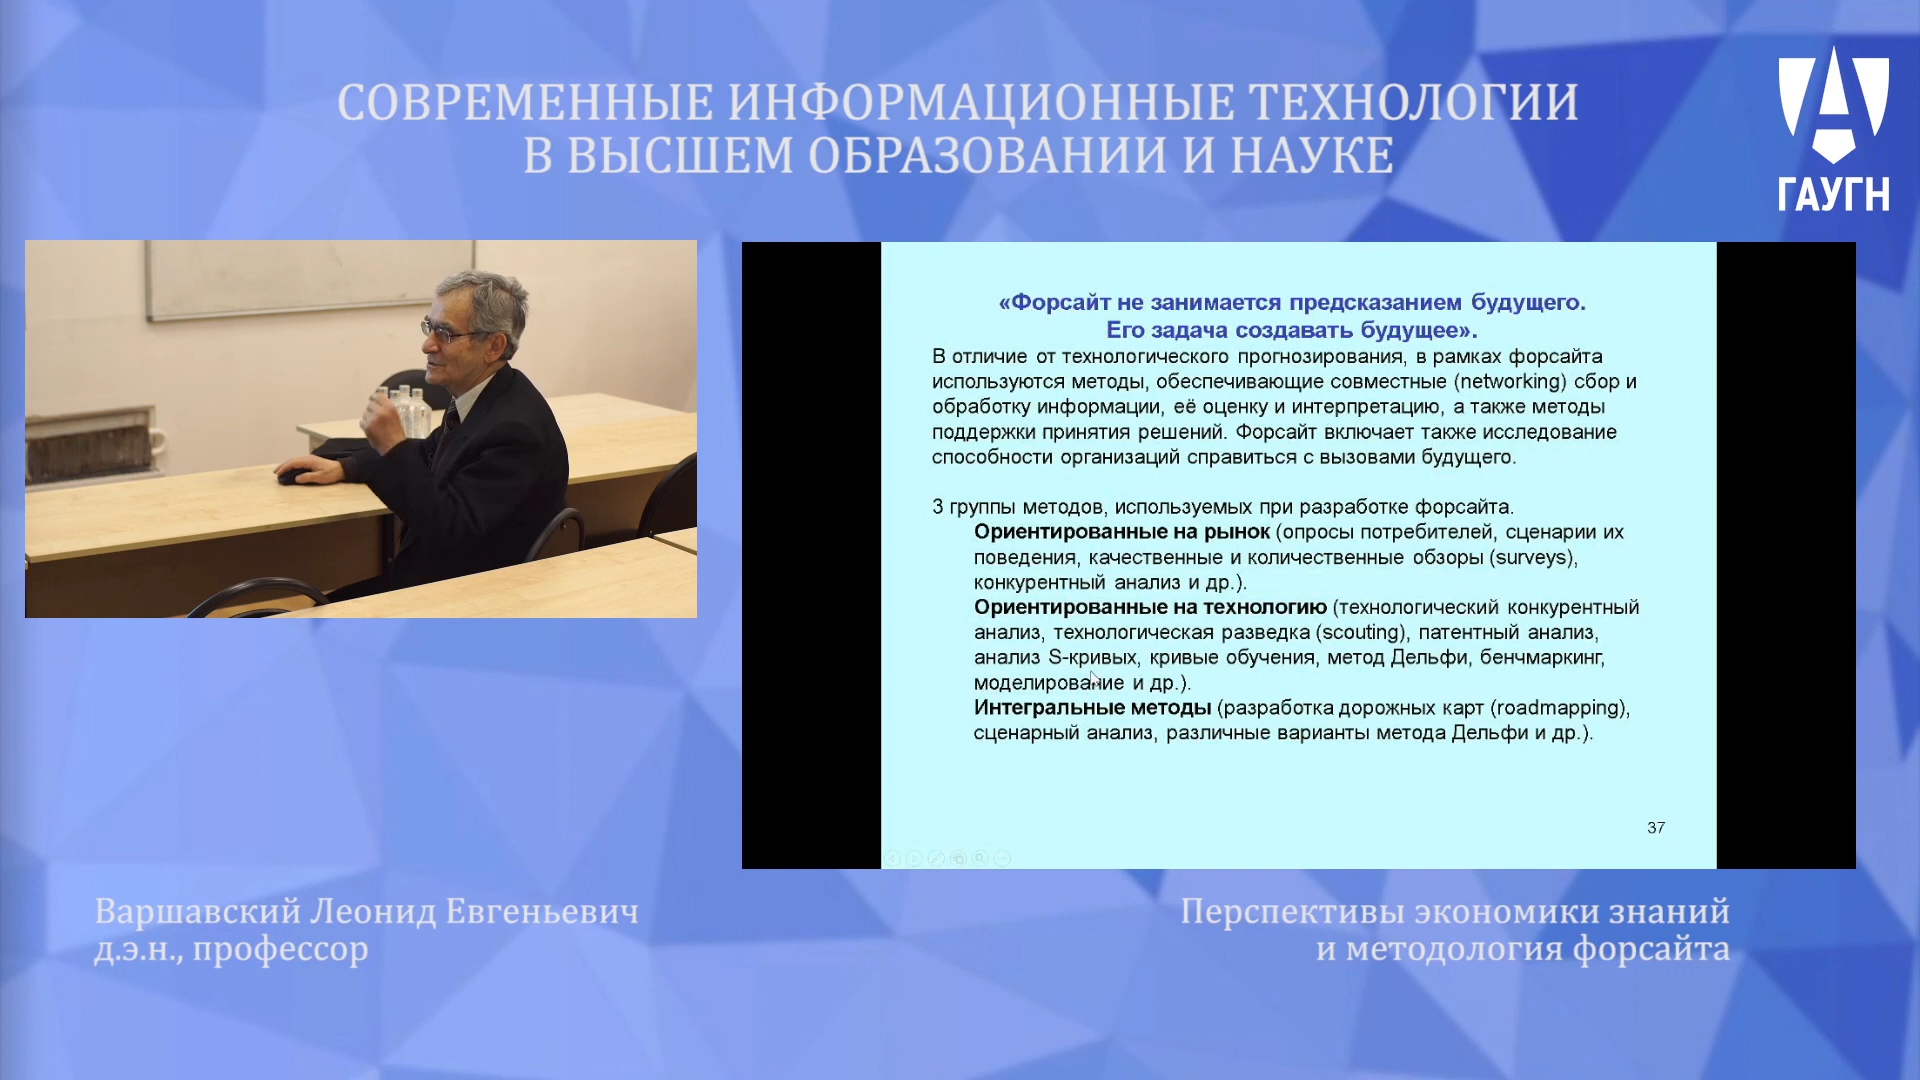 СОВРЕМЕННЫЕ ИНФОРМАЦИОННЫЕ ТЕХНОЛОГИИ
В ВЫСШЕМ ОБРАЗОВАНИИ И НАУКЕ
ГАУГН
«Форсайт не занимается предсказанием будущего.
Его задача создавать будущее».
В отличие от технологического прогнозирования, в рамках форсайта
используются методы, обеспечивающие совместные (networking) сбор и
обработку информации, её оценку и интерпретацию, а также методы
поддержки принятия решений. Форсайт включает также исследование
способности организаций справиться с вызовами будущего.
3 группы методов, используемых при разработке форсайта.
Ориентированные на рынок (опросы потребителей, сценарии их
поведения, качественные и количественные обзоры (surveys),
конкурентный анализ и др.).
Ориентированные на технологию (технологический конкурентный
анализ, технологическая разведка (scouting), патентный анализ,
анализ S-кривых, кривые обучения, метод Дельфи, бенчмаркинг,
моделирование и др.).
Интегральные методы (разработка дорожных карт (roadmapping),
сценарный анализ, различные варианты метода Дельфи и др.).
37
Варшавский Леонид Евгеньевич
д.э.н., профессор
Перспективы экономики знаний
и методология форсайта